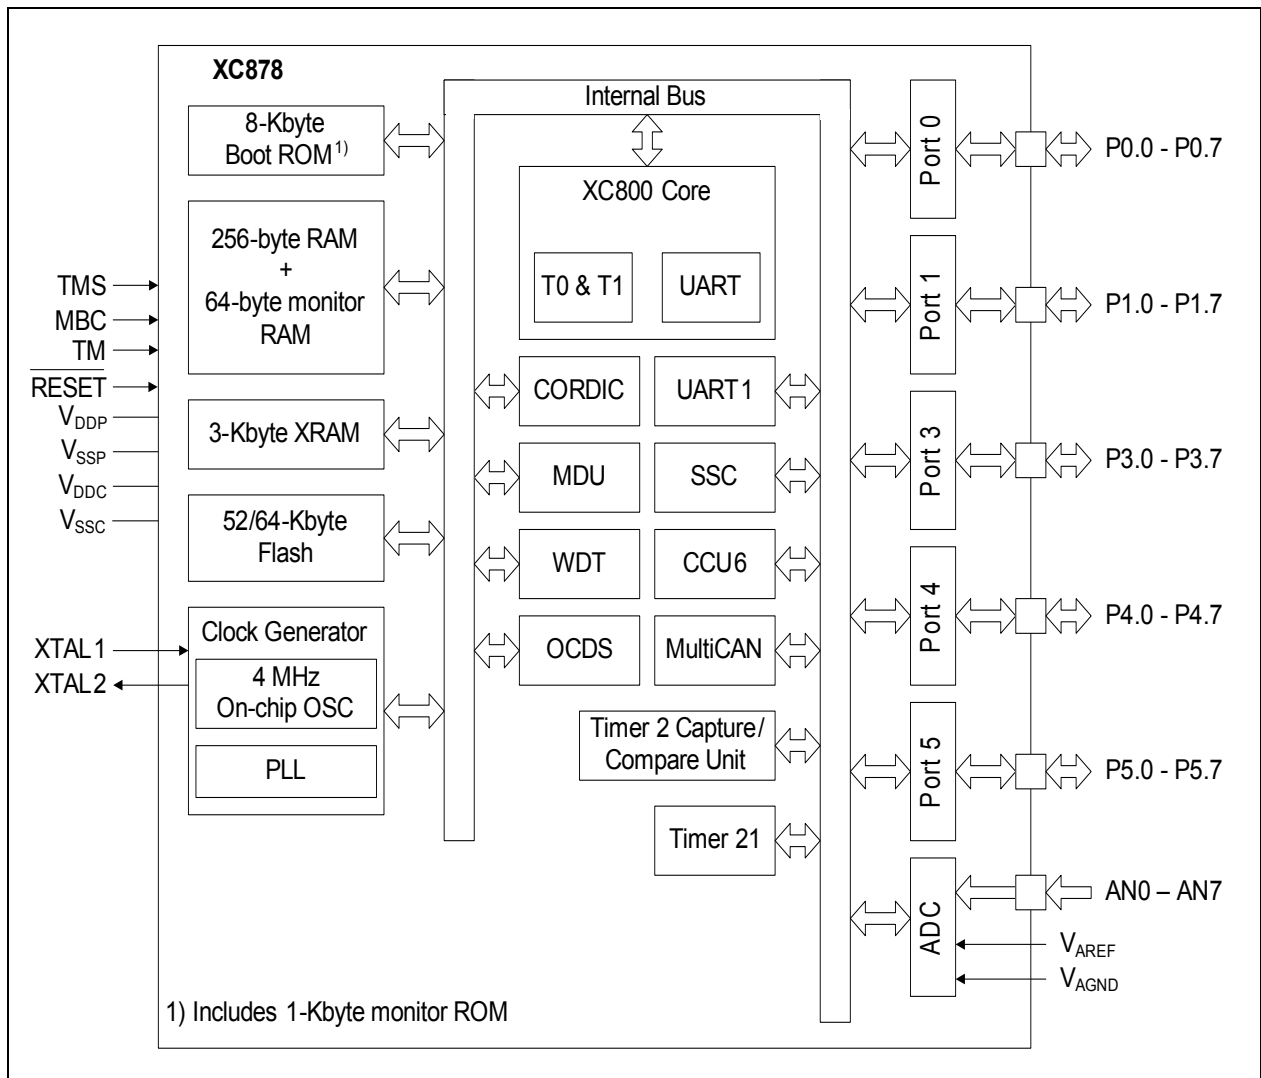 XC878
Internal Bus
8-Kbyte
Boot ROM1)
256-byte RAM
+
64-byte monitor
RAM
3-Kbyte XRAM
52/64-Kbyte
Flash
Clock Generator
4 MHz
On-chip OSC
PLL
TMS
MBC
TM
RESET
VDDP
VSSP
VDDC
VSSC
XTAL1
XTAL2
XC800 Core
T0 & T1
UART
CORDIC
UART1
MDU
SSC
WDT
CCU6
OCDS
MultiCAN
Timer 2 Capture/
Compare Unit
Timer 21
Port 0
P0.0 - P0.7
Port 1
P1.0 - P1.7
Port 3
P3.0 - P3.7
Port 4
P4.0 - P4.7
Port 5
P5.0 - P5.7
ADC
AN0 – AN7
VAREF
VAGND
1) Includes 1-Kbyte monitor ROM